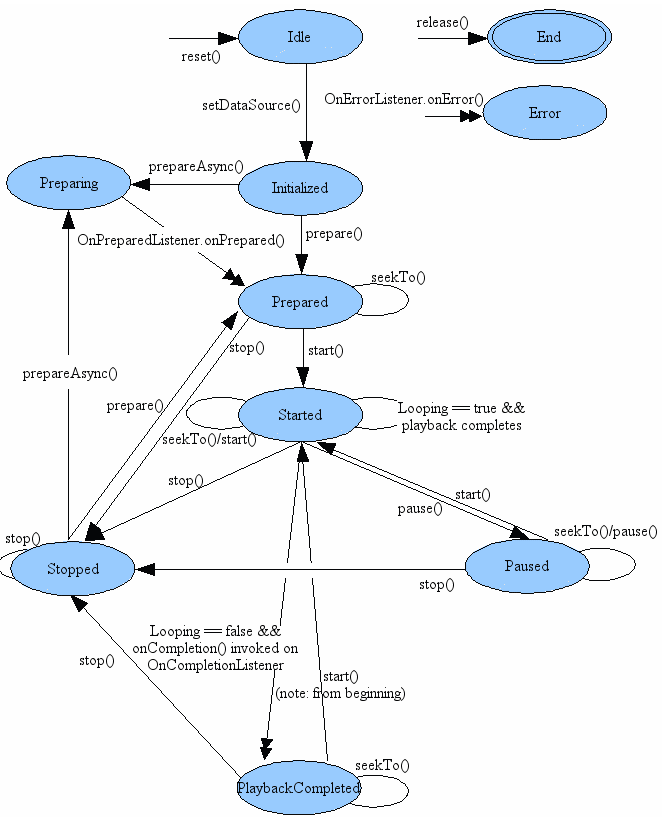 release()
Idle
End
reset()
OnErrorListener.onError()
setDataSource()
Error
prepareAsync()
Preparing
Initialized
OnPreparedListener.onPrepared()
prepare()
seekTo()
Prepared
stop()
start()
prepareAsync()
prepare()
Looping == true &&
playback completes
Started
seekTo()/start()
stop()
start()
pause()
stop()
seekTo()/pause()
Stopped
Paused
stop()
Looping == false &&
onCompletion() invoked on
OnCompletionListener
stop()
start()
(note: from beginning)
seekTo()
PlaybackCompleted